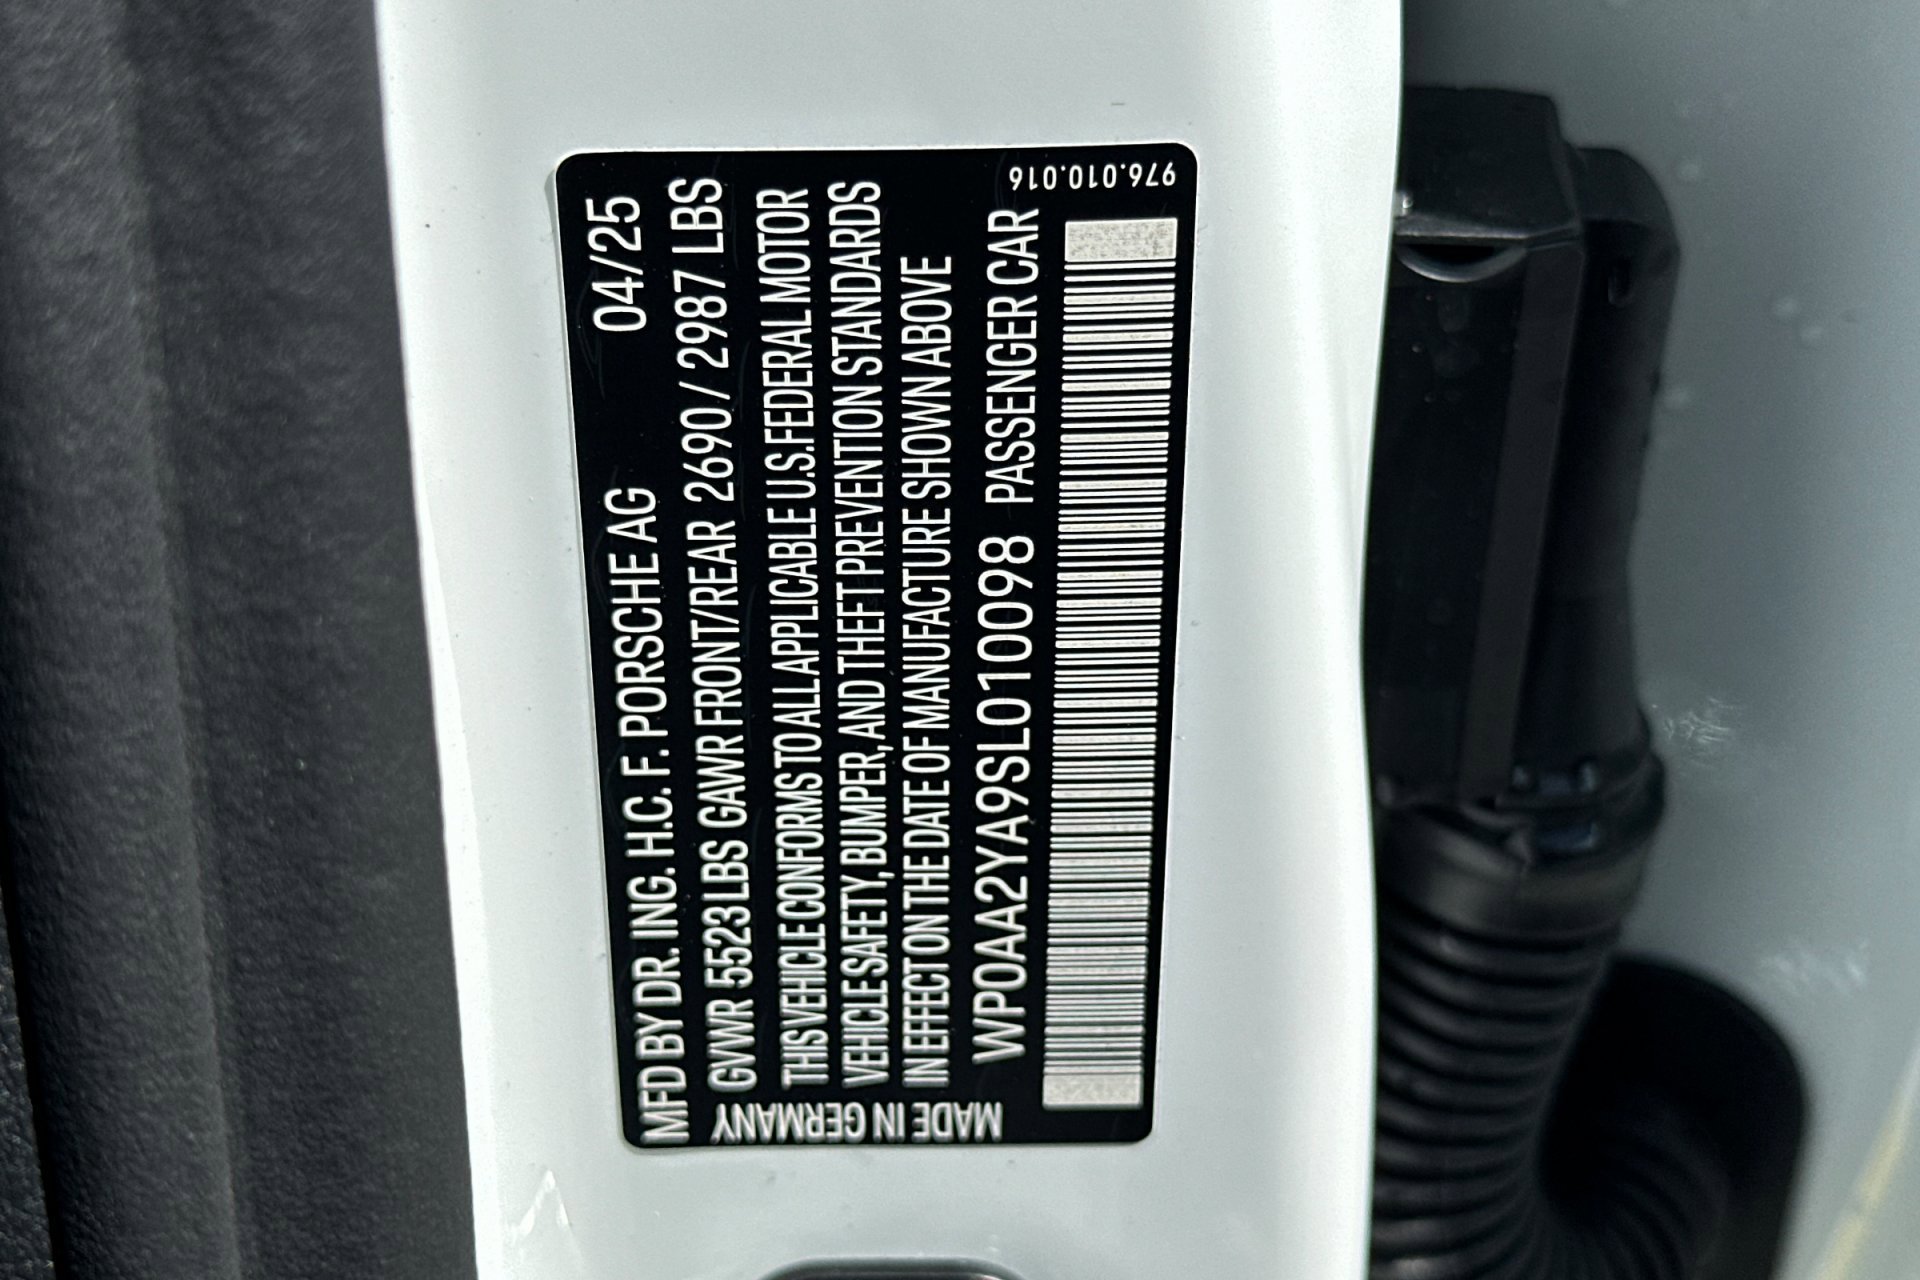 MFD BY DR. ING. H.C. F. PORSCHE AG 04/25
GVWR 5523 LBS GAWR FRONT/REAR 2690 / 2987 LBS
THIS VEHICLE CONFORMS TO ALL APPLICABLE U.S. FEDERAL MOTOR
VEHICLE SAFETY, BUMPER, AND THEFT PREVENTION STANDARDS
IN EFFECT ON THE DATE OF MANUFACTURE SHOWN ABOVE
WP0AA2YA9SL010098 PASSENGER CAR
MADE IN GERMANY
976.010.016